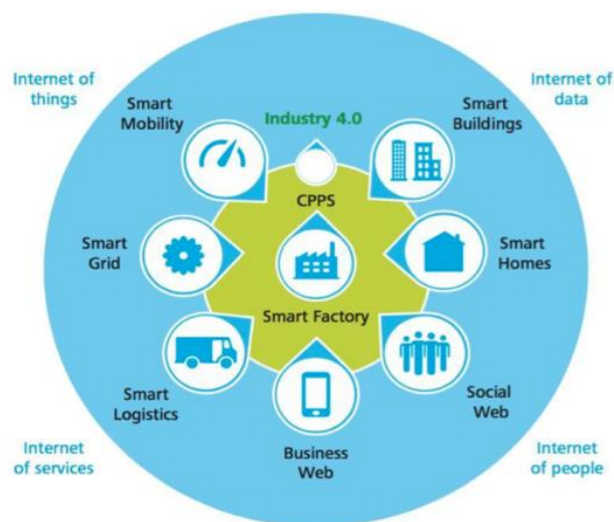 Internet of
things
Internet of
data
Smart
Mobility
Industry 4.0
Smart
Buildings
CPPS
Smart
Grid
Smart
Homes
Smart Factory
Smart
Logistics
Social
Web
Business
Web
Internet
of services
Internet
of people